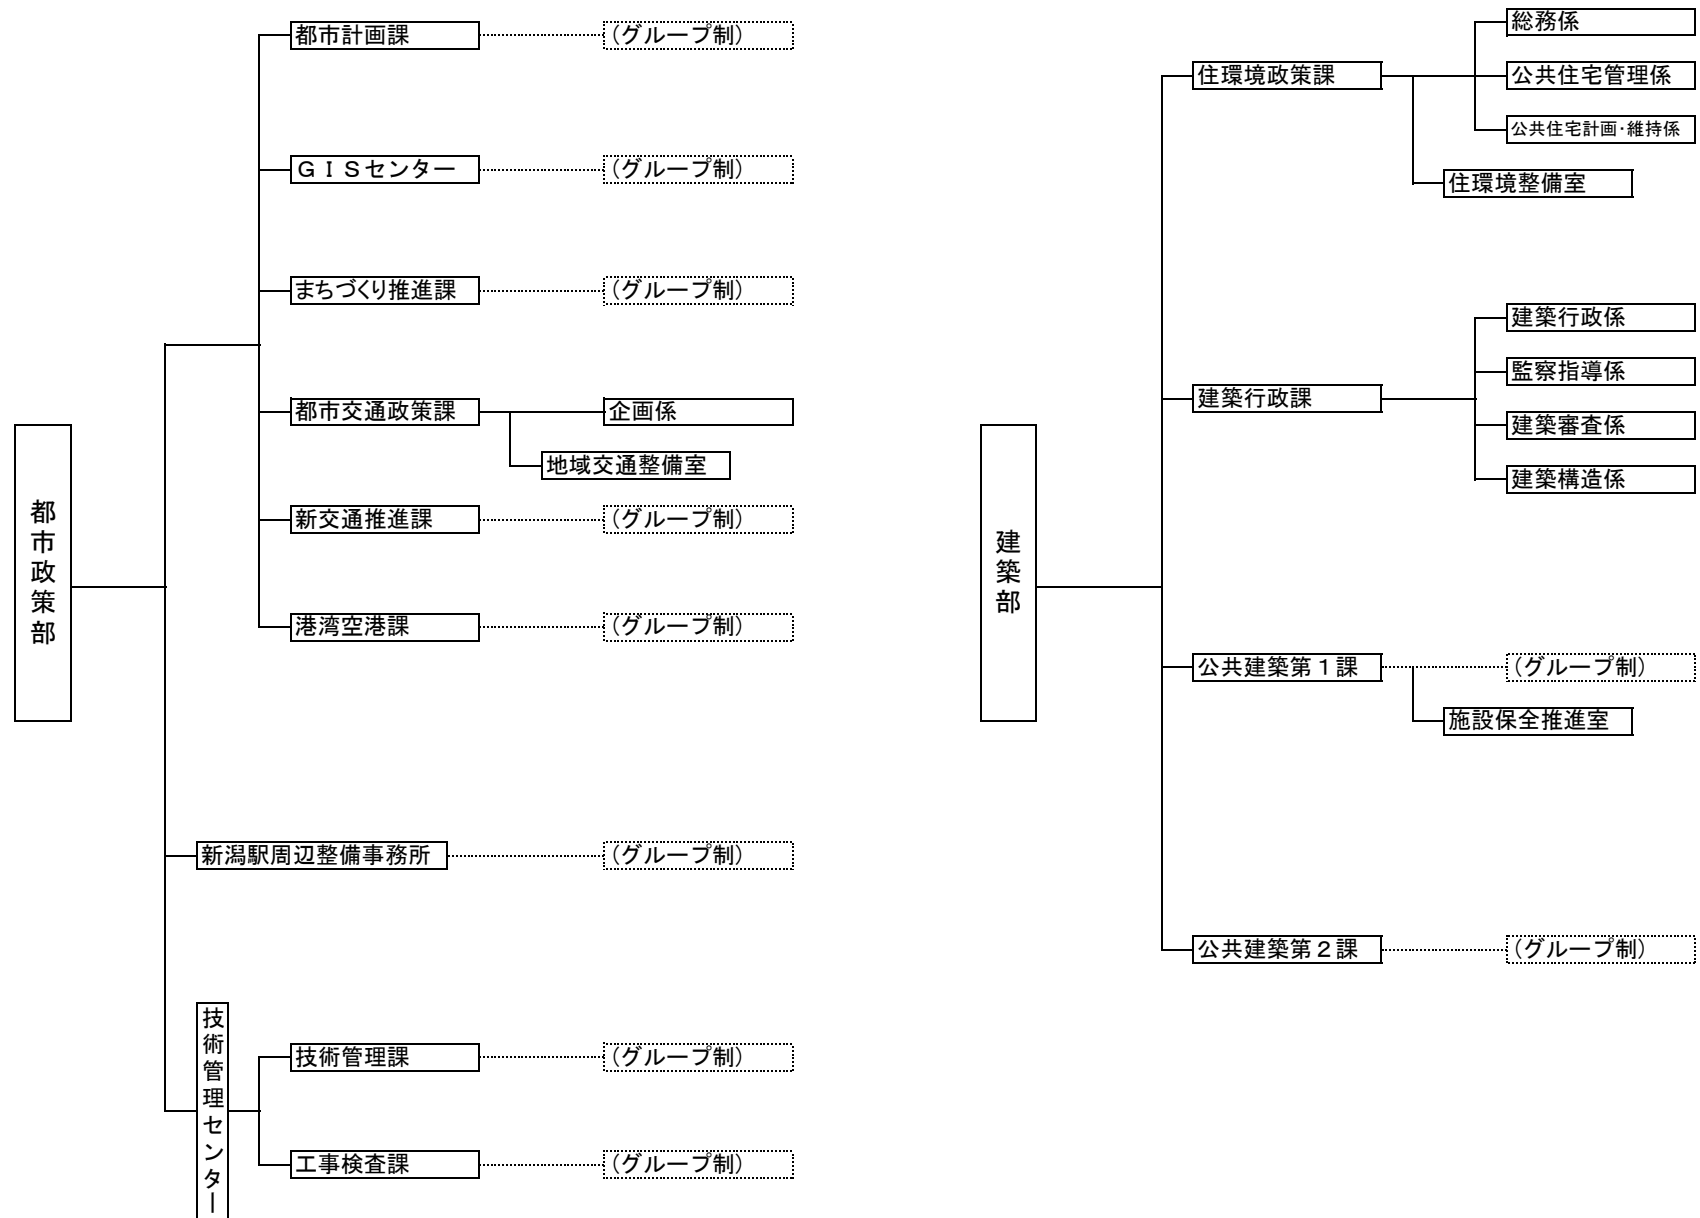 都市政策部
都市計画課
（グループ制）
ＧＩＳセンター
（グループ制）
まちづくり推進課
（グループ制）
都市交通政策課
企画係
地域交通整備室
新交通推進課
（グループ制）
港湾空港課
（グループ制）
新潟駅周辺整備事務所
（グループ制）
技術管理センター
技術管理課
（グループ制）
工事検査課
（グループ制）
建築部
住環境政策課
総務係
公共住宅管理係
公共住宅計画・維持係
住環境整備室
建築行政課
建築行政係
監察指導係
建築審査係
建築構造係
公共建築第１課
（グループ制）
施設保全推進室
公共建築第２課
（グループ制）